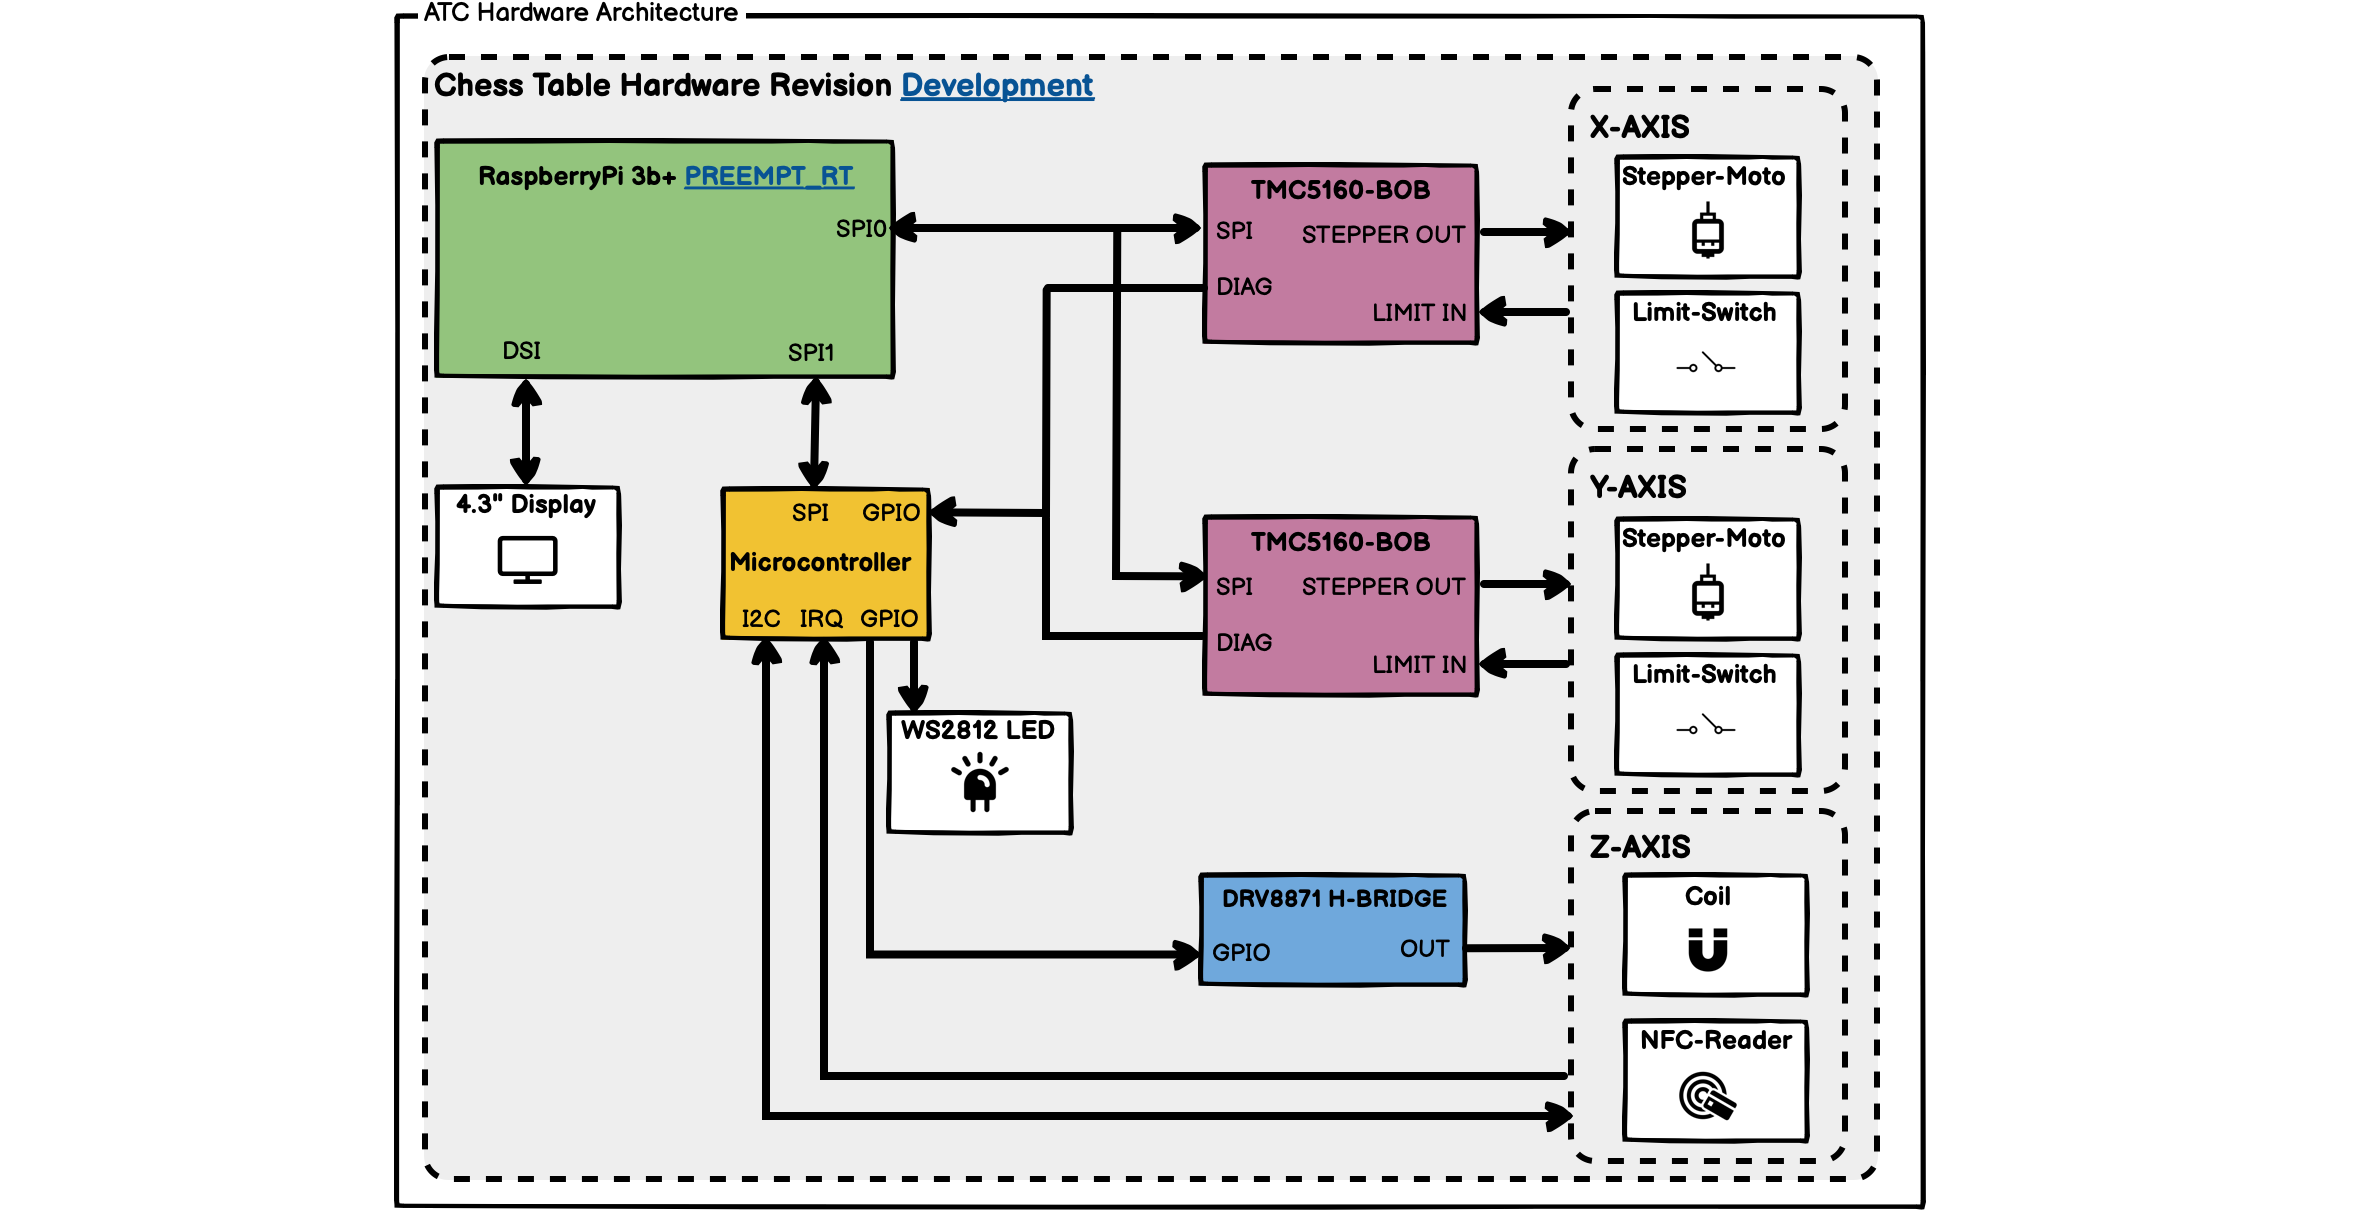 ATC Hardware Architecture
Chess Table Hardware Revision Development
RaspberryPi 3b+ PREEMPT_RT
SPI0
DSI
SPI1
4.3" Display
SPI GPIO
Microcontroller
I2C IRQ GPIO
WS2812 LED
TMC5160-BOB
SPI STEPPER OUT
DIAG
LIMIT IN
TMC5160-BOB
SPI STEPPER OUT
DIAG
LIMIT IN
DRV8871 H-BRIDGE
GPIO OUT
X-AXIS
Stepper-Moto
Limit-Switch
Y-AXIS
Stepper-Moto
Limit-Switch
Z-AXIS
Coil
NFC-Reader